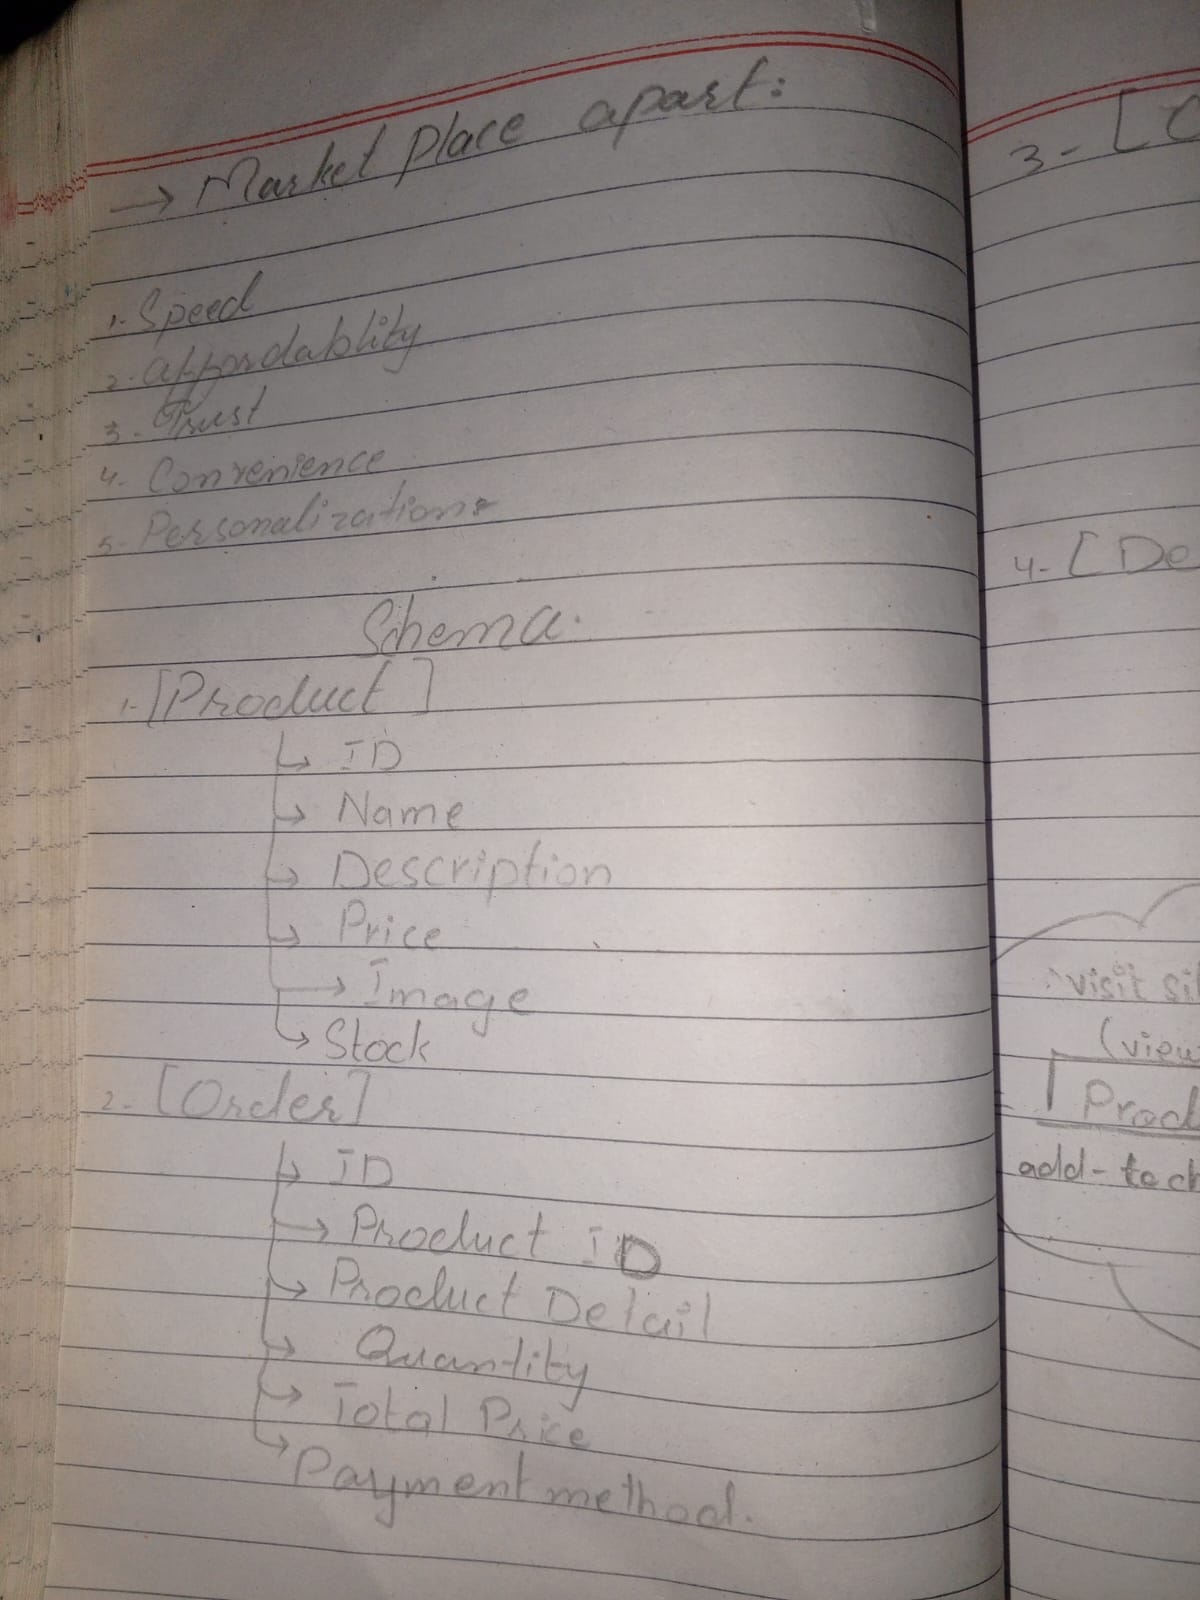 → Market place apart:
1- Speed
2- affordablity
3- Trust
4- Convenience
5- Personalizations
Schema.
1- [Product]
ID
Name
Description
Price
→ Image
Stock
2- [Order]
ID
→ Product ID
Product Detail
Quantity
Total Price
Payment method.
3- [C
4- [De
visit si
(view
Prod
add-to ch